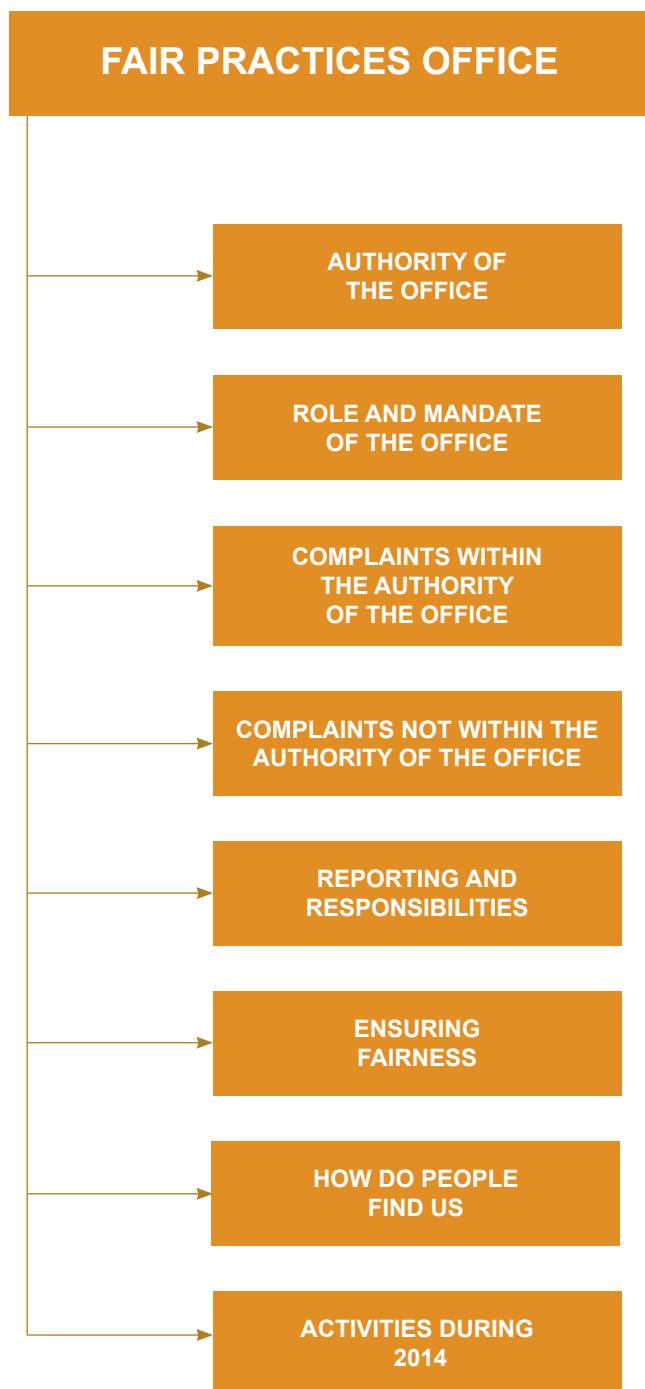 FAIR PRACTICES OFFICE
AUTHORITY OF
THE OFFICE
ROLE AND MANDATE
OF THE OFFICE
COMPLAINTS WITHIN
THE AUTHORITY
OF THE OFFICE
COMPLAINTS NOT WITHIN THE
AUTHORITY OF THE OFFICE
REPORTING AND
RESPONSIBILITIES
ENSURING
FAIRNESS
HOW DO PEOPLE
FIND US
ACTIVITIES DURING
2014